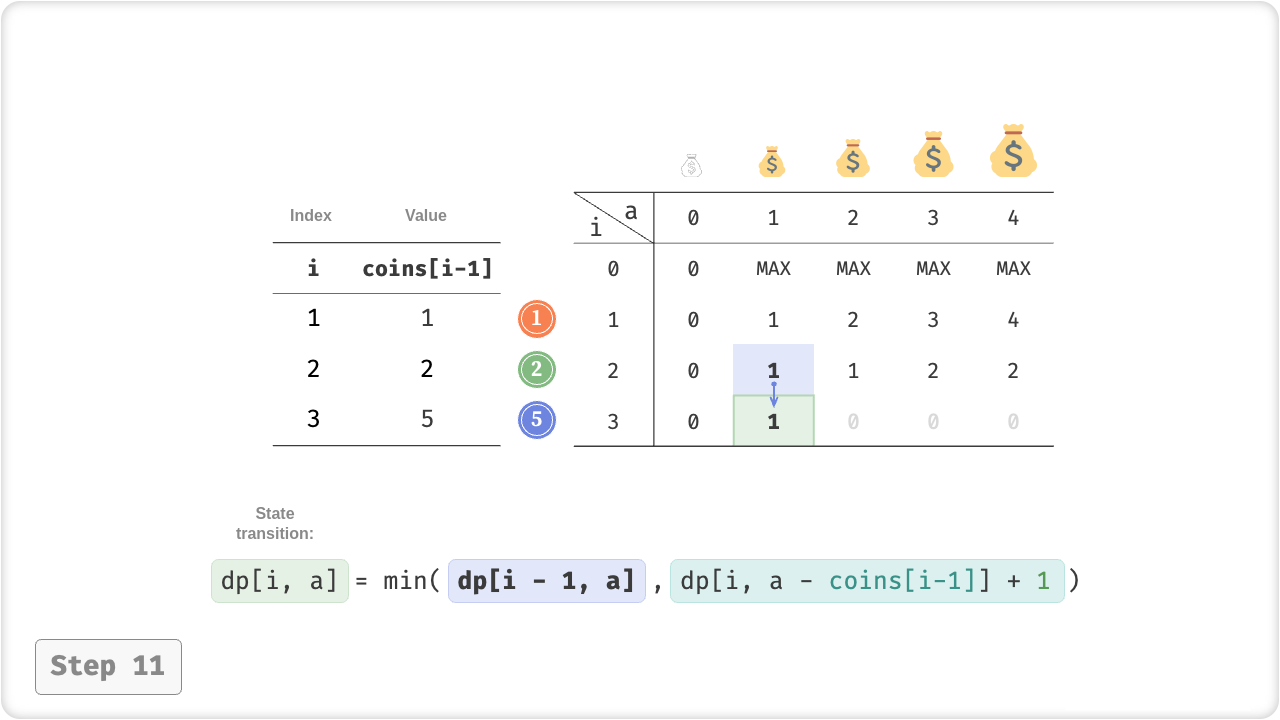 $ $ $ $ $
Index Value
a
i
0 1 2 3 4
i coins[i-1]
0 0 MAX MAX MAX MAX
1 1 1 1 0 1 2 3 4
2 2 2 2 0 1 1 2 2
3 5 5 3 0 1 0 0 0
State
transition:
dp[i, a] = min( dp[i - 1, a] , dp[i, a - coins[i-1]] + 1 )
Step 11